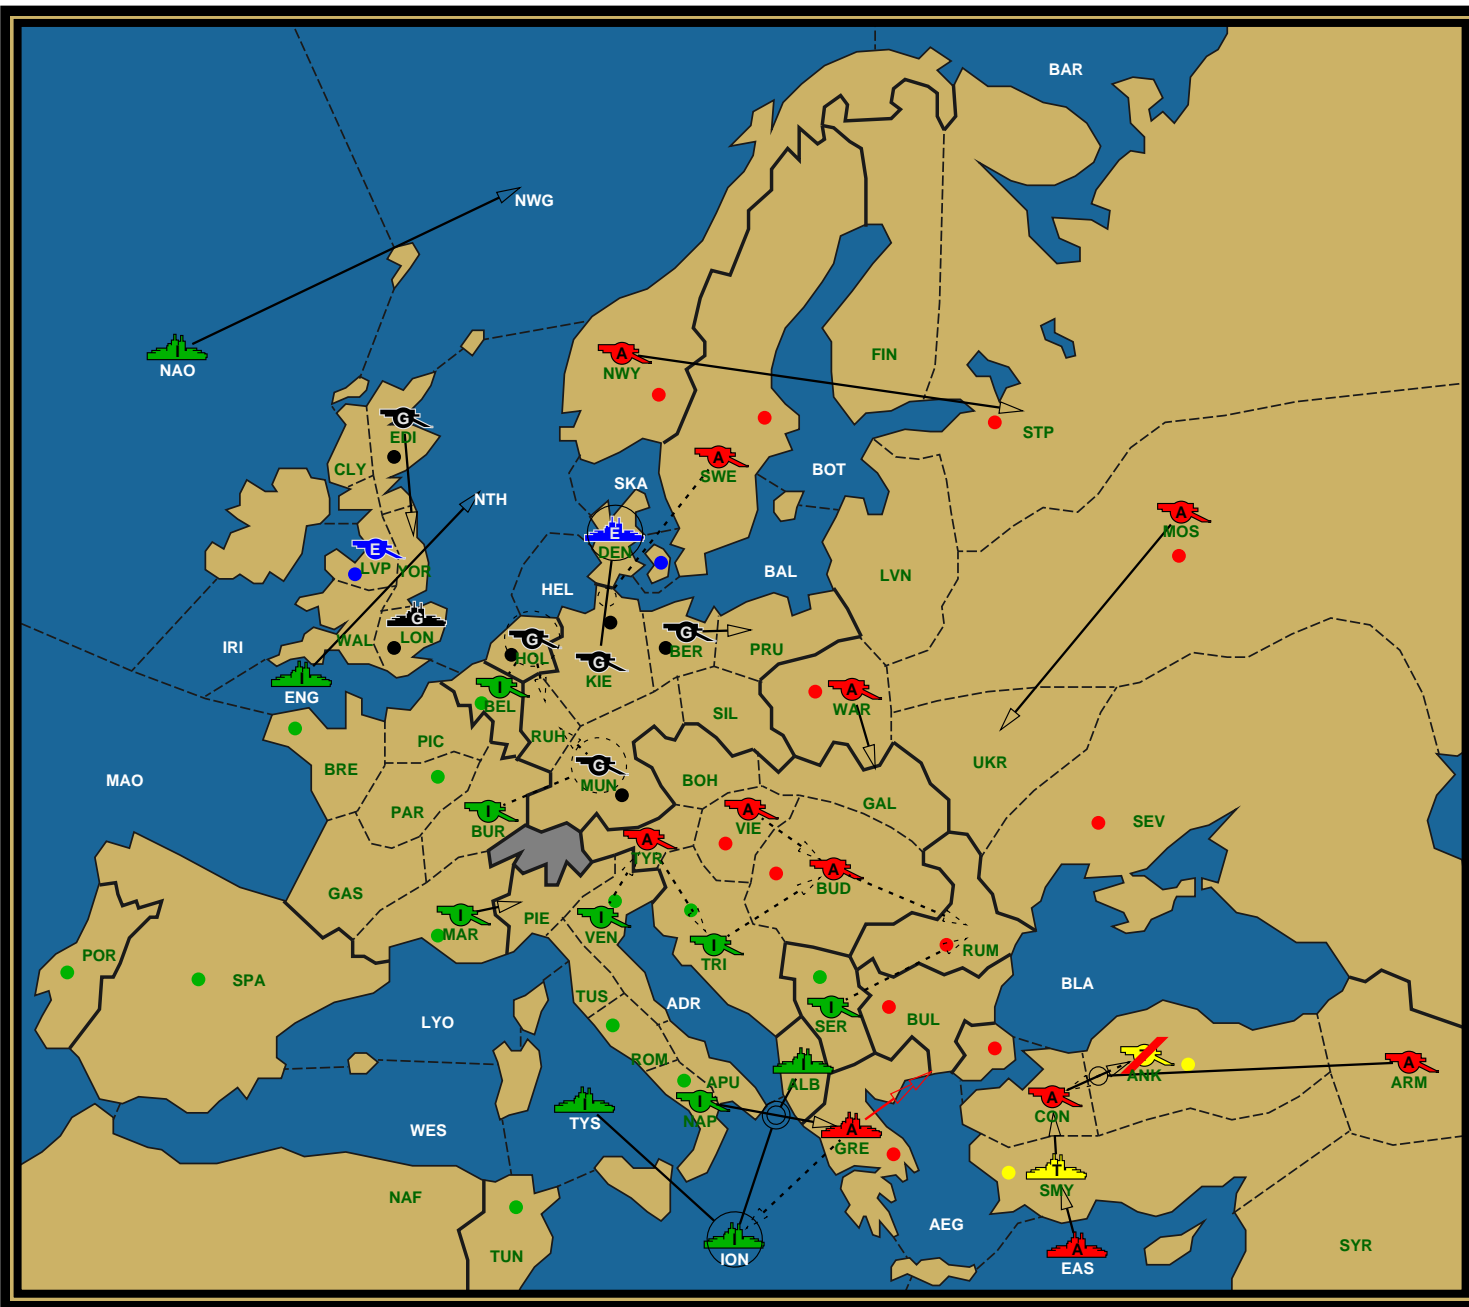 BAR
NWG
NAO
A
NWY
FIN
STP
G
EDI
CLY
A
SWE
SKA
BOT
NTH
A
MOS
E
DEN
E
LVP
YOR
HEL
BAL
LVN
G
LON
IRI
WAL
G
HOL
G
KIE
G
BER
PRU
I
ENG
I
BEL
A
WAR
SIL
RUH
PIC
BRE
MAO
UKR
G
MUN
BOH
GAL
PAR
I
BUR
A
VIE
SEV
A
TYR
A
BUD
GAS
I
MAR
PIE
I
VEN
I
TRI
RUM
POR
SPA
TUS
ADR
BLA
LYO
I
SER
BUL
ROM
APU
I
ALB
ANK
A
ARM
I
TYS
I
NAP
A
CON
WES
A
GRE
T
SMY
NAF
AEG
SYR
TUN
I
ION
A
EAS